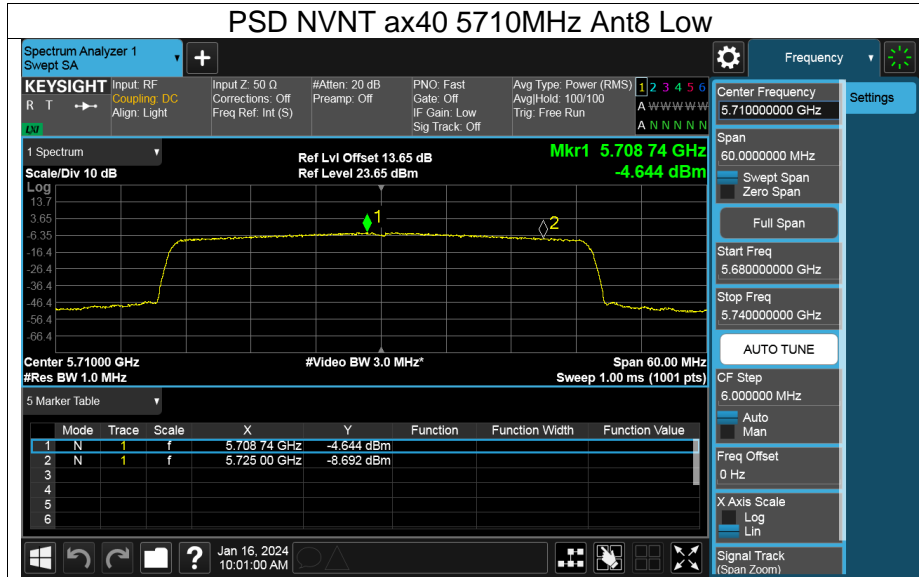 PSD NVNT ax40 5710MHz Ant8 Low
Spectrum Analyzer 1
Swept SA
+
Frequency
KEYSIGHT
R T
LXI
Input: RF
Coupling: DC
Align: Light
Input Z: 50 Ω
Corrections: Off
Freq Ref: Int (S)
#Atten: 20 dB
Preamp: Off
PNO: Fast
Gate: Off
IF Gain: Low
Sig Track: Off
Avg Type: Power (RMS)
Avg|Hold: 100/100
Trig: Free Run
1 2 3 4 5 6
A W W W W W
A N N N N N
1 Spectrum
Scale/Div 10 dB
Ref Lvl Offset 13.65 dB
Ref Level 23.65 dBm
Mkr1 5.708 74 GHz
-4.644 dBm
Log
13.7
3.65
-6.35
-16.4
-26.4
-36.4
-46.4
-56.4
-66.4
1
2
Center 5.71000 GHz
#Res BW 1.0 MHz
#Video BW 3.0 MHz*
Span 60.00 MHz
Sweep 1.00 ms (1001 pts)
5 Marker Table
Mode Trace Scale X Y Function Function Width Function Value
1 N 1 f 5.708 74 GHz -4.644 dBm
2 N 1 f 5.725 00 GHz -8.692 dBm
3
4
5
6
?
Jan 16, 2024
10:01:00 AM
Center Frequency
5.710000000 GHz
Span
60.0000000 MHz
Swept Span
Zero Span
Full Span
Start Freq
5.680000000 GHz
Stop Freq
5.740000000 GHz
AUTO TUNE
CF Step
6.000000 MHz
Auto
Man
Freq Offset
0 Hz
X Axis Scale
Log
Lin
Signal Track
(Span Zoom)
Settings